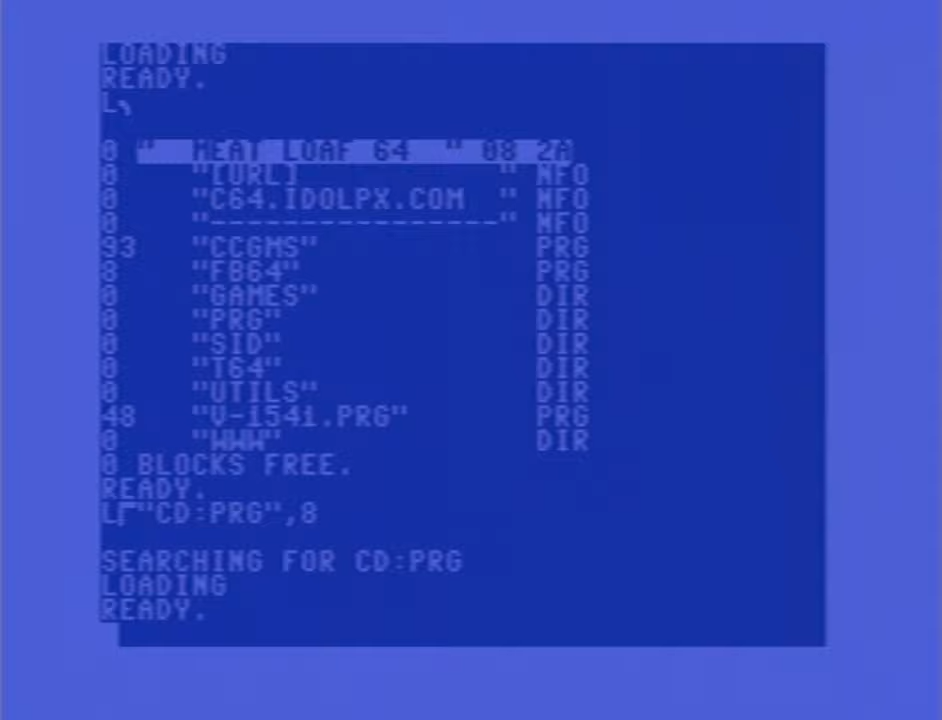 LOADING
READY.
L╮
0 "  MEAT LOAF 64  " 08 2A
0    "[URL]           " NFO
0    "C64.IDOLPX.COM  " NFO
0    "----------------" NFO
93   "CCGMS"            PRG
8    "FB64"             PRG
0    "GAMES"            DIR
0    "PRG"              DIR
0    "SID"              DIR
0    "T64"              DIR
0    "UTILS"            DIR
48   "V-1541.PRG"       PRG
0    "WWW"              DIR
0 BLOCKS FREE.
READY.
L┌"CD:PRG",8
SEARCHING FOR CD:PRG
LOADING
READY.